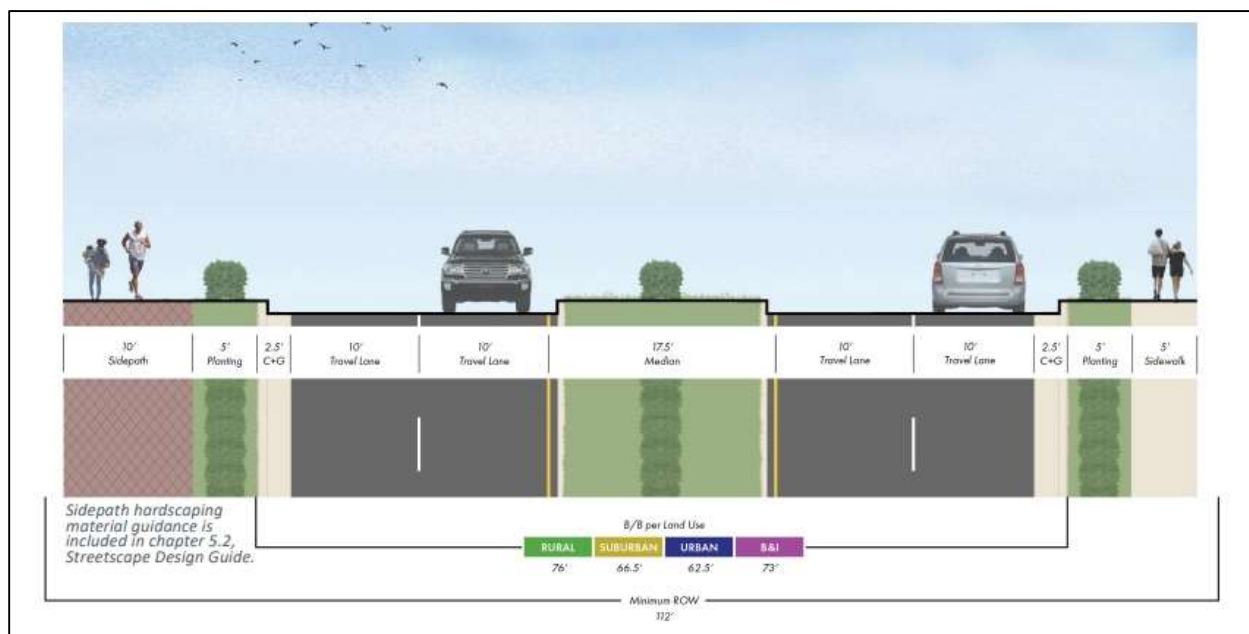 10' 5' 2.5' 10' 10' 17.5' 10' 10' 2.5' 5' 5'
Sidepath Planting C+G Travel Lane Travel Lane Median Travel Lane Travel Lane C+G Planting Sidewalk
Sidepath hardscaping
material guidance is
included in chapter 5.2,
Streetscape Design Guide.
B/B per Land Use
RURAL SUBURBAN URBAN B&I
76' 66.5' 62.5' 73'
Minimum ROW
112'